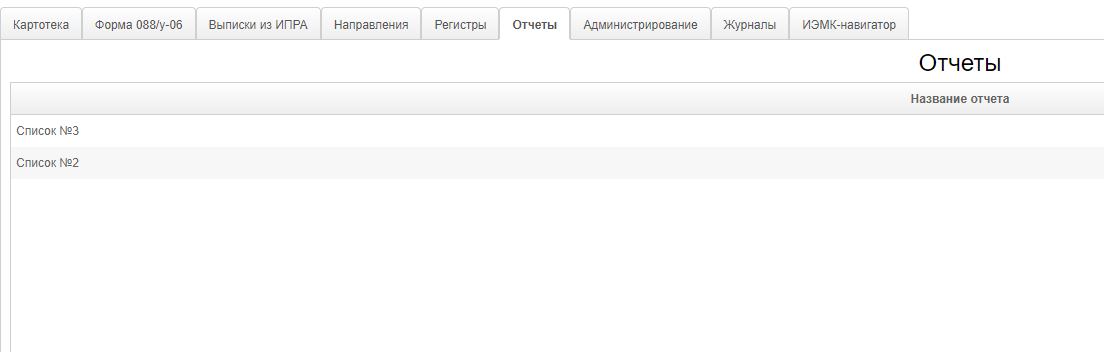 Картотека Форма 088/у-06 Выписки из ИПРА Направления Регистры Отчеты Администрирование Журналы ИЭМК-навигатор
Отчеты
Название отчета
Список №3
Список №2